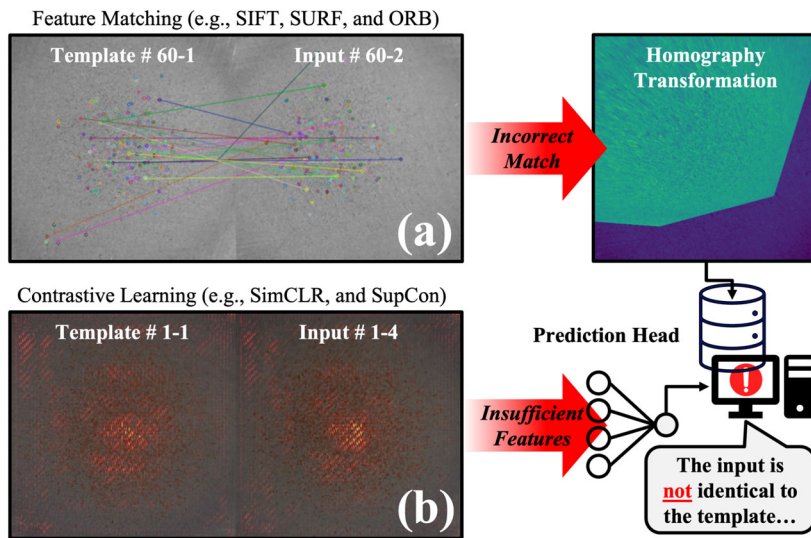 Feature Matching (e.g., SIFT, SURF, and ORB)
Template # 60-1
Input # 60-2
(a)
Incorrect
Match
Homography
Transformation
Contrastive Learning (e.g., SimCLR, and SupCon)
Template # 1-1
Input # 1-4
(b)
Insufficient
Features
Prediction Head
!
The input is
not identical to
the template…